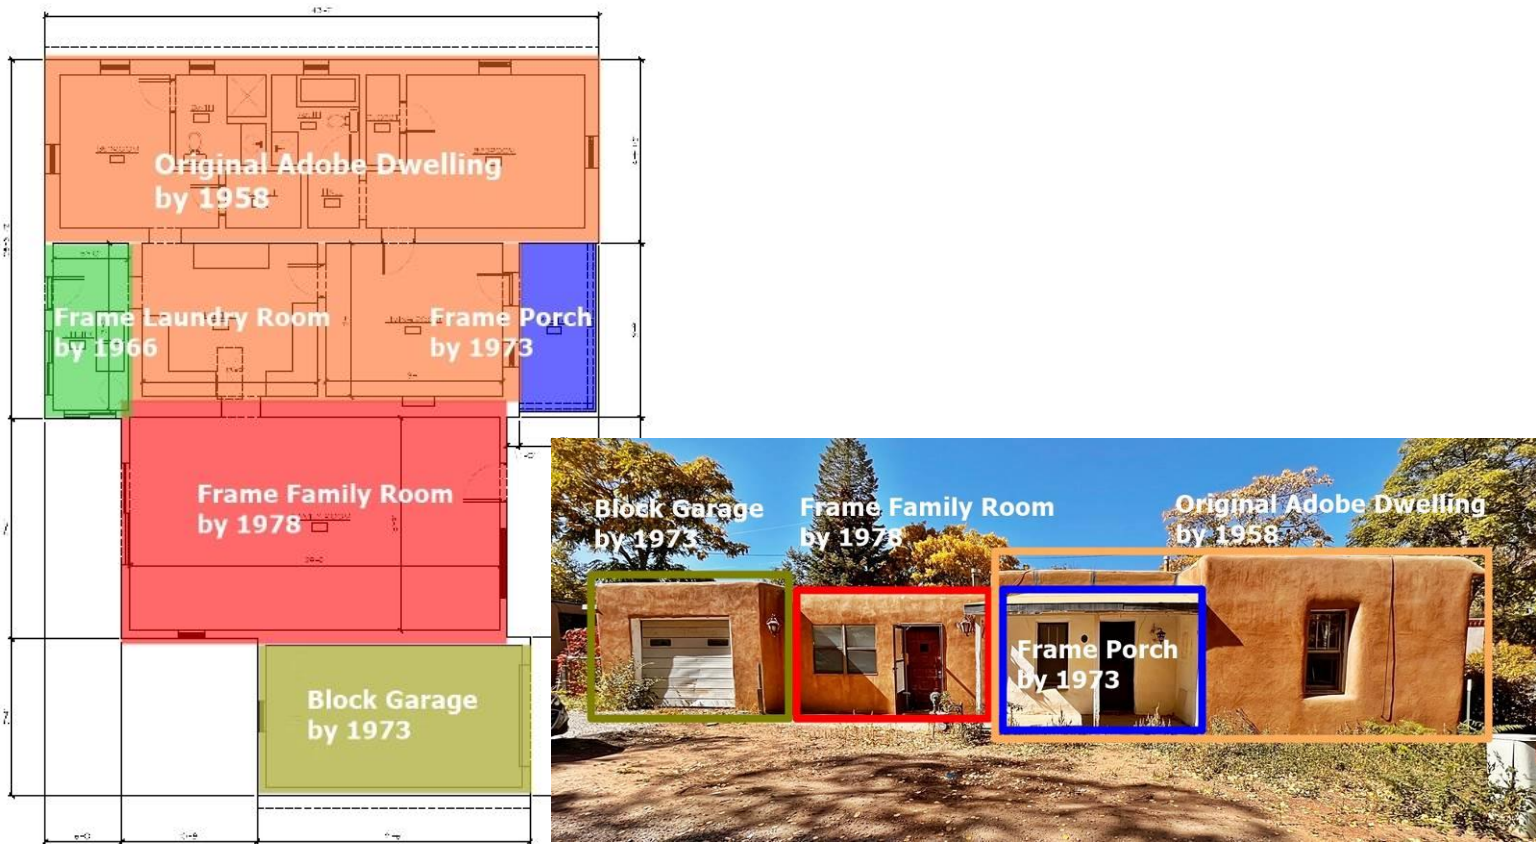 Original Adobe Dwelling
by 1958
Frame Laundry Room
by 1966
Frame Porch
by 1973
Frame Family Room
by 1978
Block Garage
by 1973
Block Garage
by 1973
Frame Family Room
by 1978
Original Adobe Dwelling
by 1958
Frame Porch
by 1973